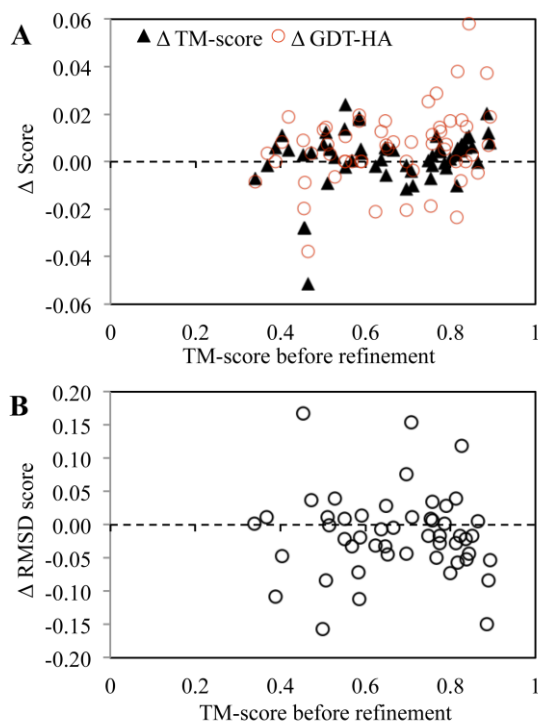 A
▲ Δ TM-score ○ Δ GDT-HA
0.06
0.04
0.02
0.00
-0.02
-0.04
-0.06
Δ Score
0 0.2 0.4 0.6 0.8 1
TM-score before refinement
B
0.20
0.15
0.10
0.05
0.00
-0.05
-0.10
-0.15
-0.20
Δ RMSD score
0 0.2 0.4 0.6 0.8 1
TM-score before refinement